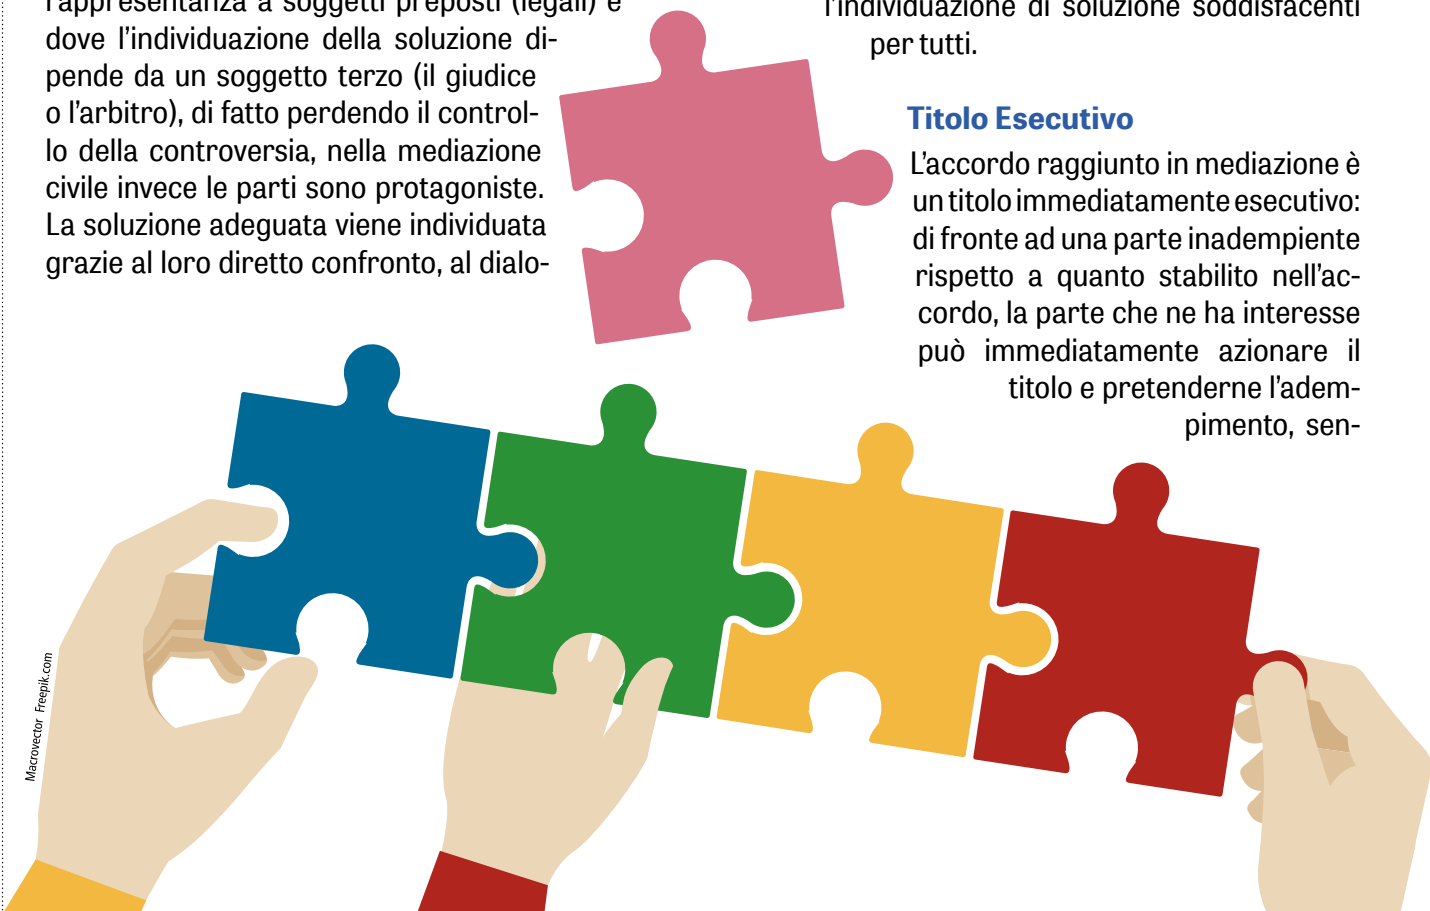 rappresentanza a soggetti preposti (legali) e
dove l’individuazione della soluzione di-
pende da un soggetto terzo (il giudice
o l’arbitro), di fatto perdendo il control-
lo della controversia, nella mediazione
civile invece le parti sono protagoniste.
La soluzione adeguata viene individuata
grazie al loro diretto confronto, al dialo-
l’individuazione di soluzione soddisfacenti
per tutti.
Titolo Esecutivo
L’accordo raggiunto in mediazione è
un titolo immediatamente esecutivo:
di fronte ad una parte inadempiente
rispetto a quanto stabilito nell’ac-
cordo, la parte che ne ha interesse
può immediatamente azionare il
titolo e pretenderne l’adem-
pimento, sen-
Macrovector Freepik.com